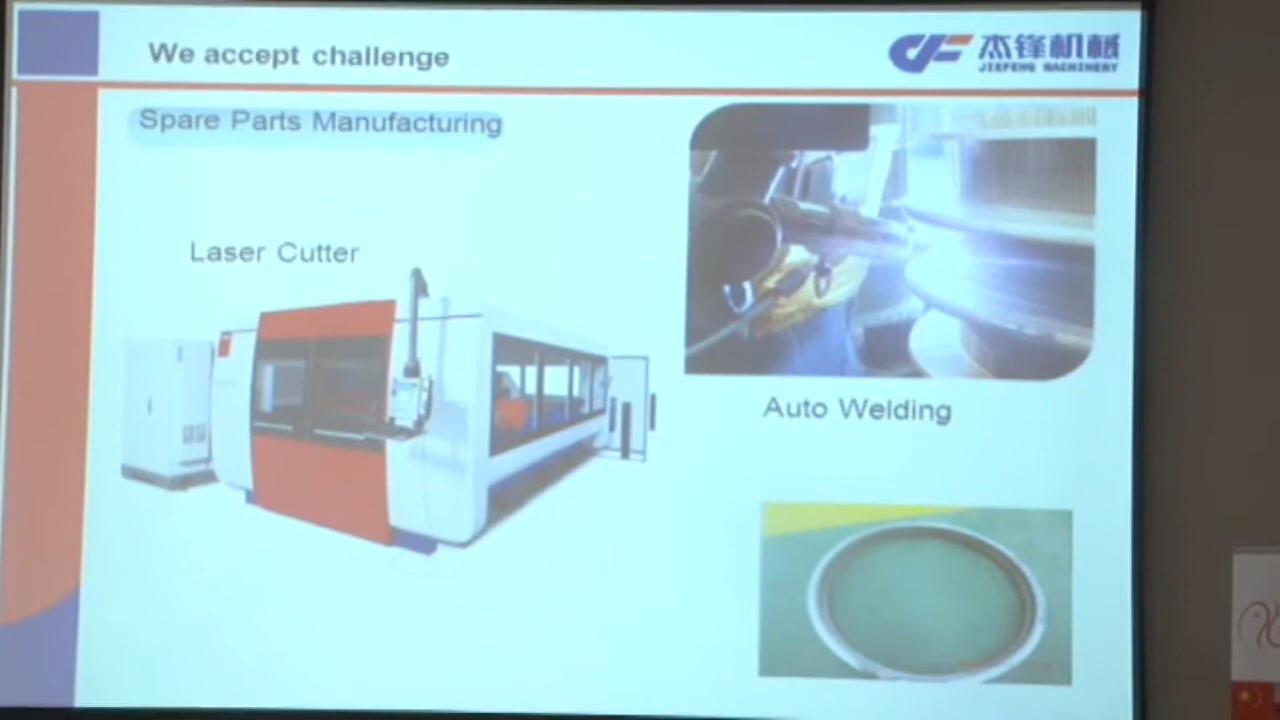 We accept challenge
杰锋机械
JIEFENG MACHINERY
Spare Parts Manufacturing
Laser Cutter
Auto Welding